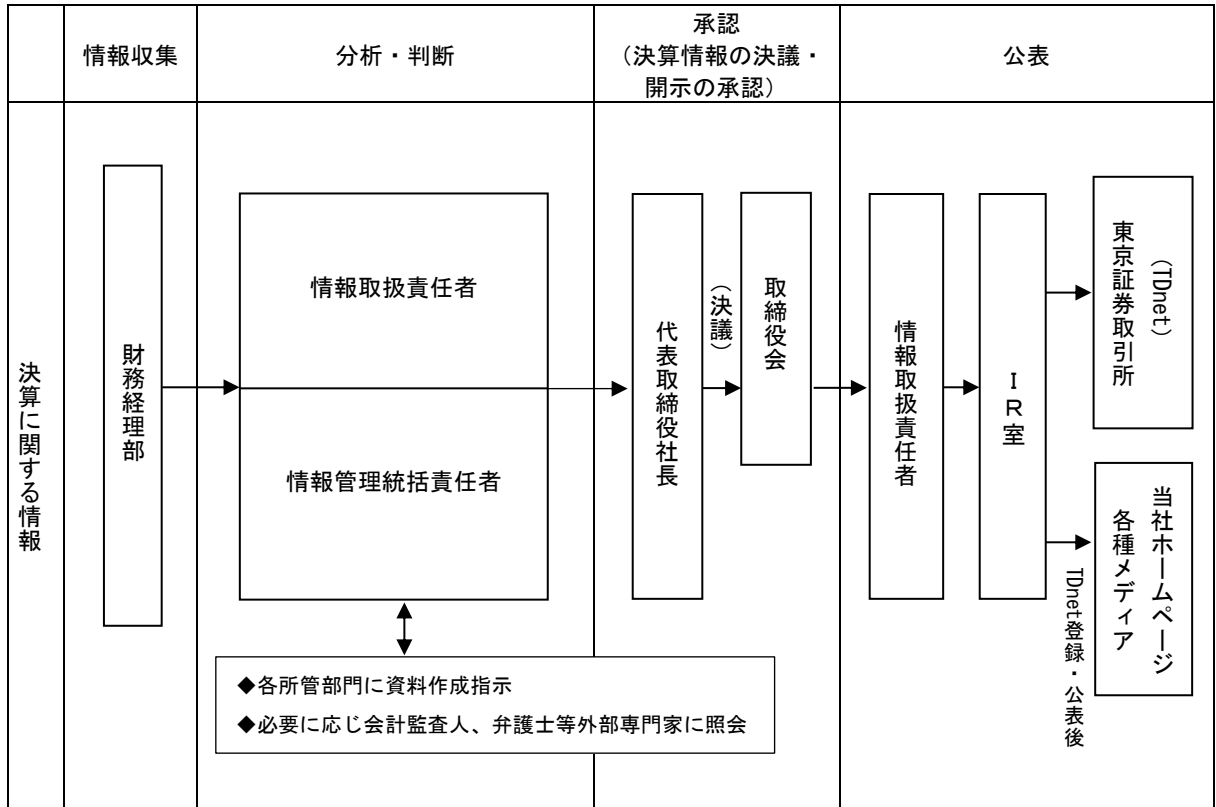 情報収集
分析・判断
承認
（決算情報の決議・
開示の承認）
公表
決算に関する情報
財務経理部
情報取扱責任者
情報管理統括責任者
◆各所管部門に資料作成指示
◆必要に応じ会計監査人、弁護士等外部専門家に照会
代表取締役社長
（決議）
取締役会
情報取扱責任者
ＩＲ室
（TDnet）
東京証券取引所
TDnet登録・公表後
当社ホームページ
各種メディア